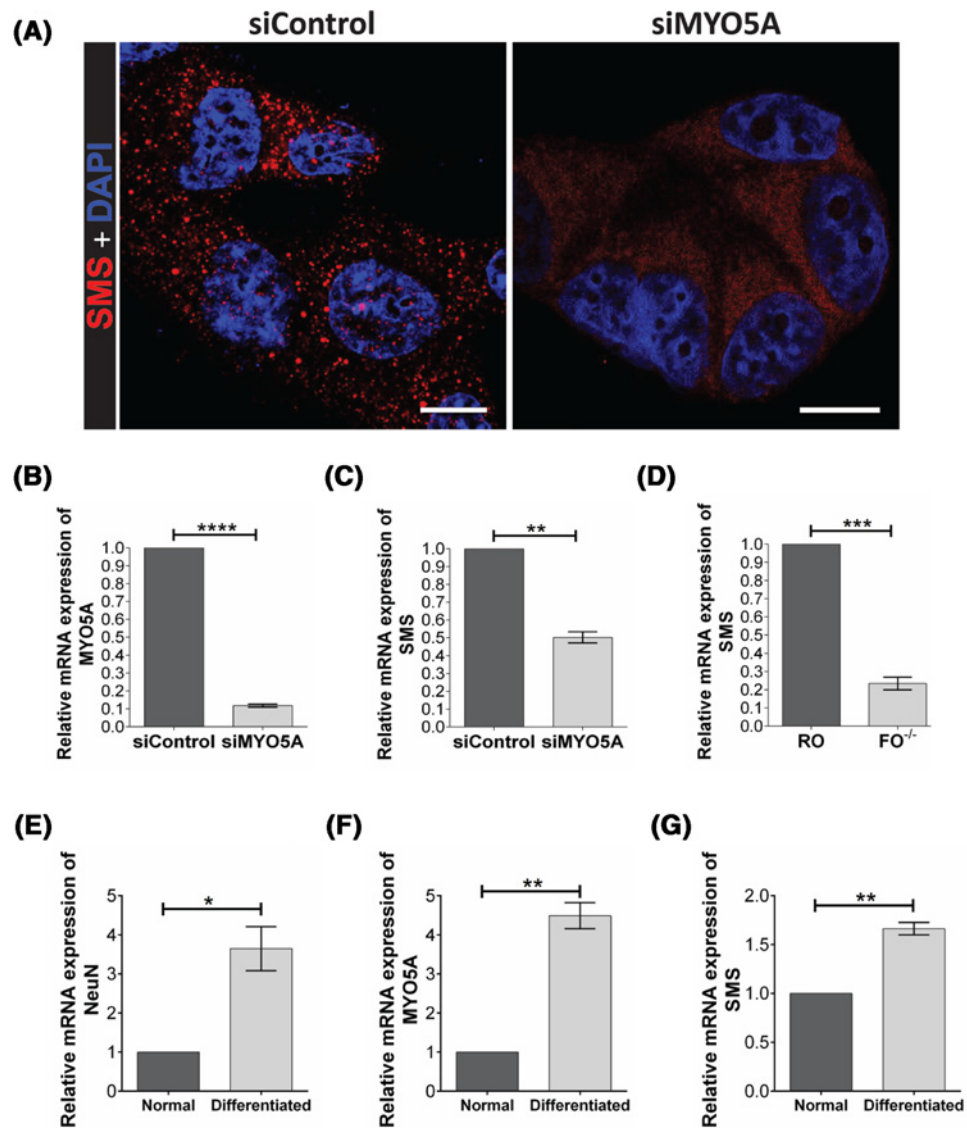 (A)
siControl
siMYO5A
SMS + DAPI
(B)
Relative mRNA expression of
MYO5A
1.0
0.9
0.8
0.7
0.6
0.5
0.4
0.3
0.2
0.1
0.0
****
siControl siMYO5A
(C)
Relative mRNA expression of
SMS
1.0
0.9
0.8
0.7
0.6
0.5
0.4
0.3
0.2
0.1
0.0
**
siControl siMYO5A
(D)
Relative mRNA expression of
SMS
1.0
0.9
0.8
0.7
0.6
0.5
0.4
0.3
0.2
0.1
0.0
***
RO FO-/-
(E)
Relative mRNA expression of
NeuN
5
4
3
2
1
0
*
Normal Differentiated
(F)
Relative mRNA expression of
MYO5A
5
4
3
2
1
0
**
Normal Differentiated
(G)
Relative mRNA expression of
SMS
2.0
1.5
1.0
0.5
0.0
**
Normal Differentiated